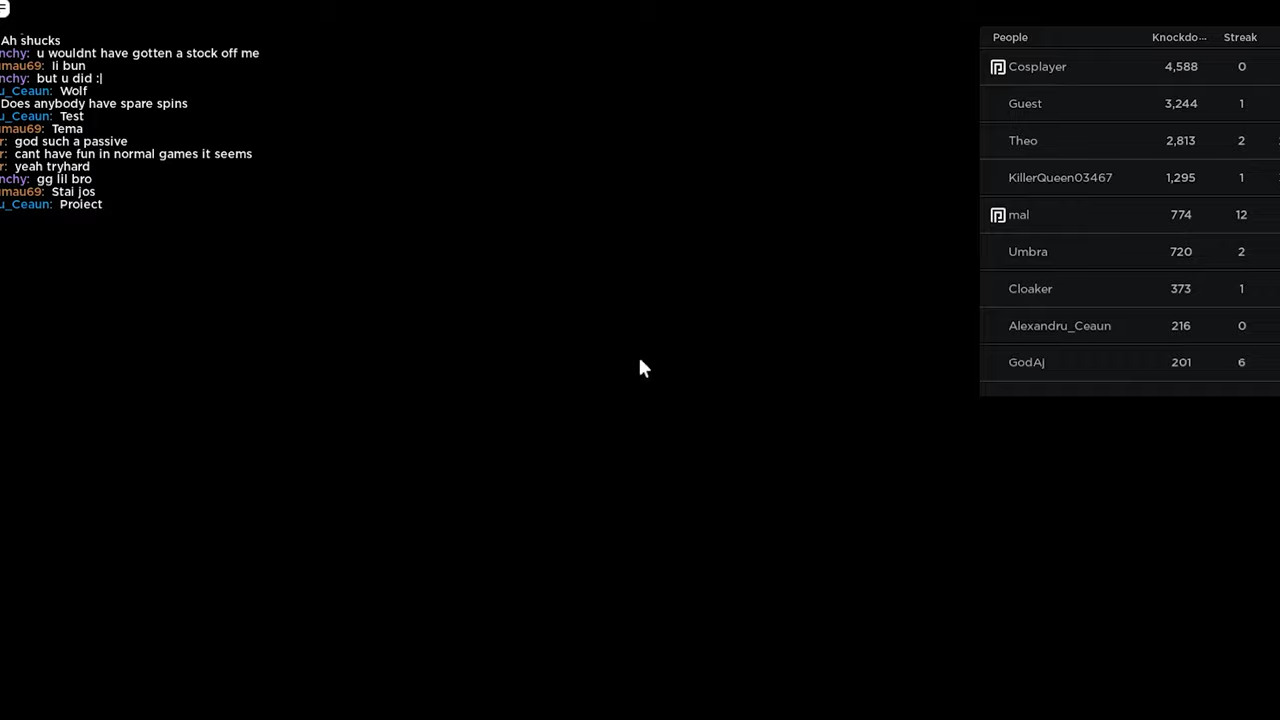 Ah shucks
nchy: u wouldnt have gotten a stock off me
mau69: Ii bun
nchy: but u did :|
u_Ceaun: Wolf
Does anybody have spare spins
u_Ceaun: Test
mau69: Tema
r: god such a passive
r: cant have fun in normal games it seems
r: yeah tryhard
nchy: gg lil bro
mau69: Stai jos
u_Ceaun: Proiect
People Knockdo... Streak
Cosplayer 4,588 0
Guest 3,244 1
Theo 2,813 2
KillerQueen03467 1,295 1
mal 774 12
Umbra 720 2
Cloaker 373 1
Alexandru_Ceaun 216 0
GodAj 201 6